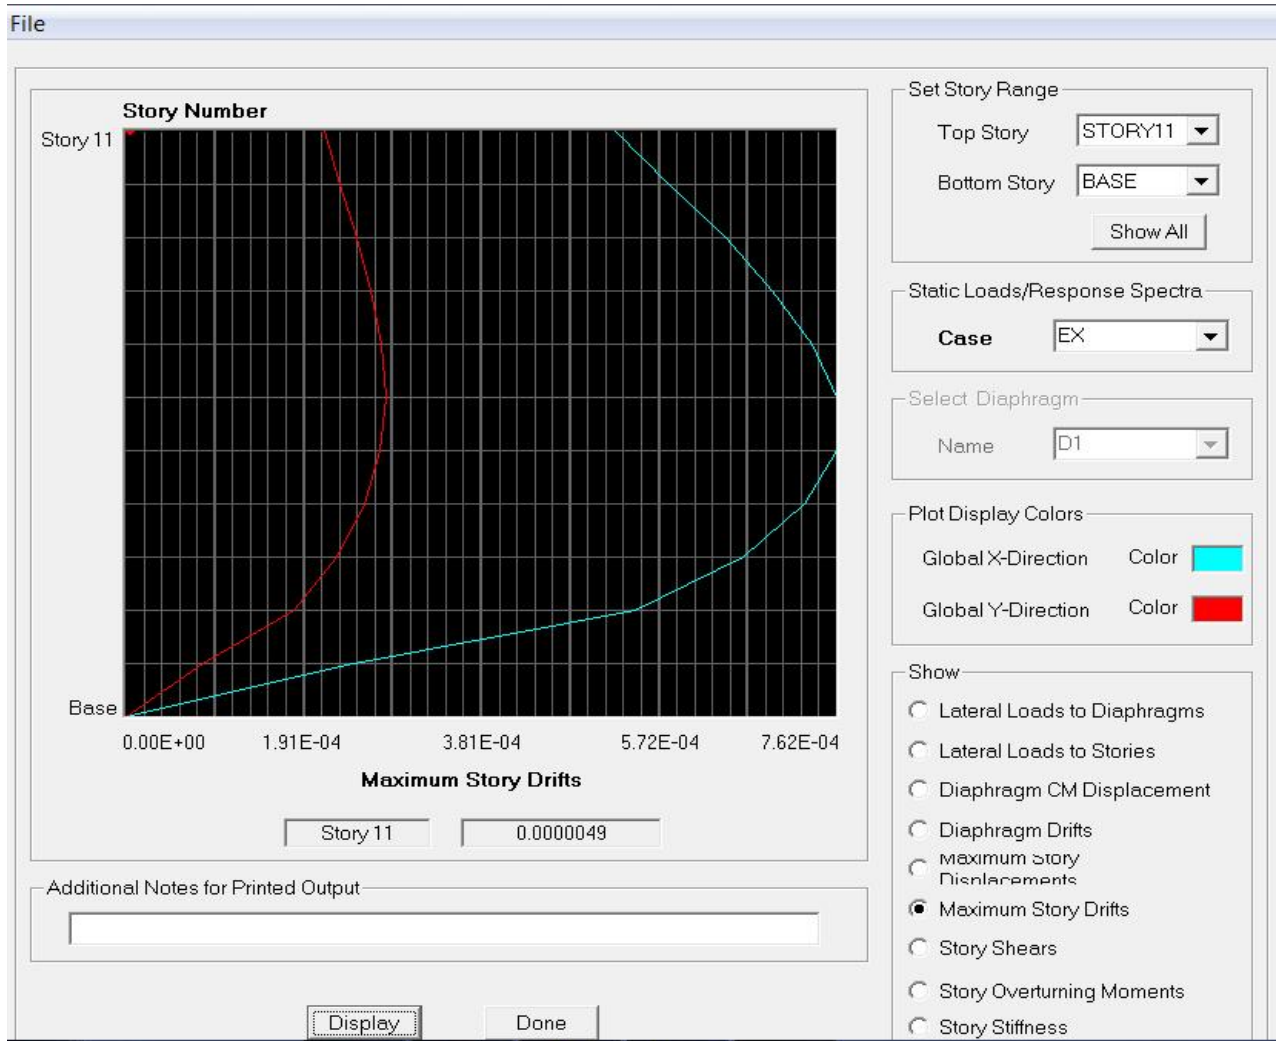 File
Story Number
Story 11
Base
0.00E+00 1.91E-04 3.81E-04 5.72E-04 7.62E-04
Maximum Story Drifts
Story 11 0.0000049
Additional Notes for Printed Output
Display Done
Set Story Range
Top Story STORY11
Bottom Story BASE
Show All
Static Loads/Response Spectra
Case EX
Select Diaphragm
Name D1
Plot Display Colors
Global X-Direction Color
Global Y-Direction Color
Show
Lateral Loads to Diaphragms
Lateral Loads to Stories
Diaphragm CM Displacement
Diaphragm Drifts
Maximum Story
Displacements
Maximum Story Drifts
Story Shears
Story Overturning Moments
Story Stiffness